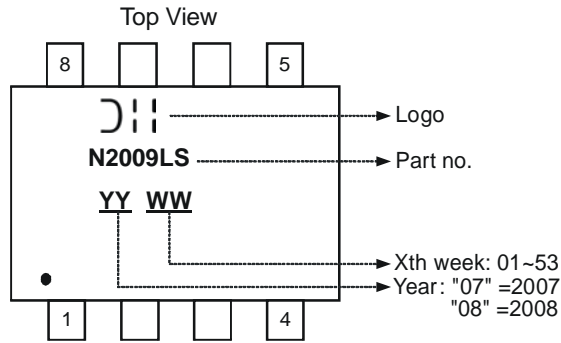 Top View
8 5
Logo
N2009LS Part no.
YY WW
Xth week: 01~53
Year: "07" =2007
"08" =2008
1 4